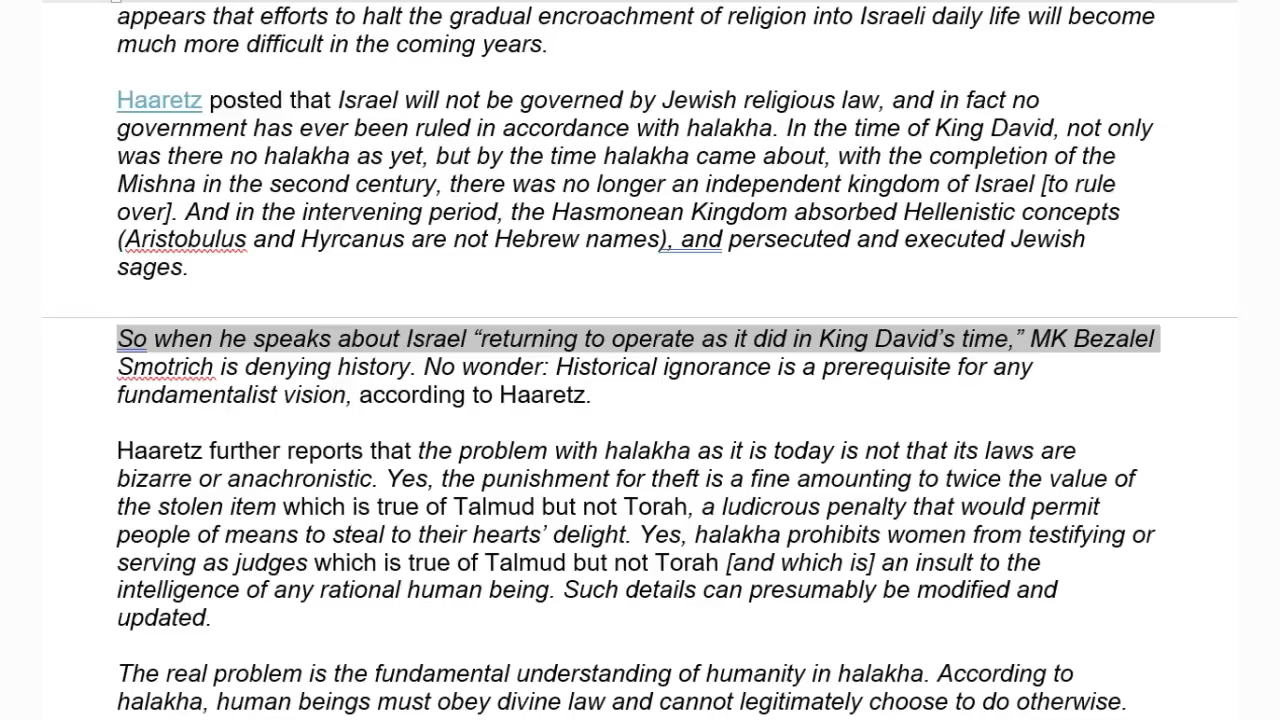 appears that efforts to halt the gradual encroachment of religion into Israeli daily life will become
much more difficult in the coming years.
Haaretz posted that Israel will not be governed by Jewish religious law, and in fact no
government has ever been ruled in accordance with halakha. In the time of King David, not only
was there no halakha as yet, but by the time halakha came about, with the completion of the
Mishna in the second century, there was no longer an independent kingdom of Israel [to rule
over]. And in the intervening period, the Hasmonean Kingdom absorbed Hellenistic concepts
(Aristobulus and Hyrcanus are not Hebrew names), and persecuted and executed Jewish
sages.
So when he speaks about Israel “returning to operate as it did in King David’s time,” MK Bezalel
Smotrich is denying history. No wonder: Historical ignorance is a prerequisite for any
fundamentalist vision, according to Haaretz.
Haaretz further reports that the problem with halakha as it is today is not that its laws are
bizarre or anachronistic. Yes, the punishment for theft is a fine amounting to twice the value of
the stolen item which is true of Talmud but not Torah, a ludicrous penalty that would permit
people of means to steal to their hearts’ delight. Yes, halakha prohibits women from testifying or
serving as judges which is true of Talmud but not Torah [and which is] an insult to the
intelligence of any rational human being. Such details can presumably be modified and
updated.
The real problem is the fundamental understanding of humanity in halakha. According to
halakha, human beings must obey divine law and cannot legitimately choose to do otherwise.